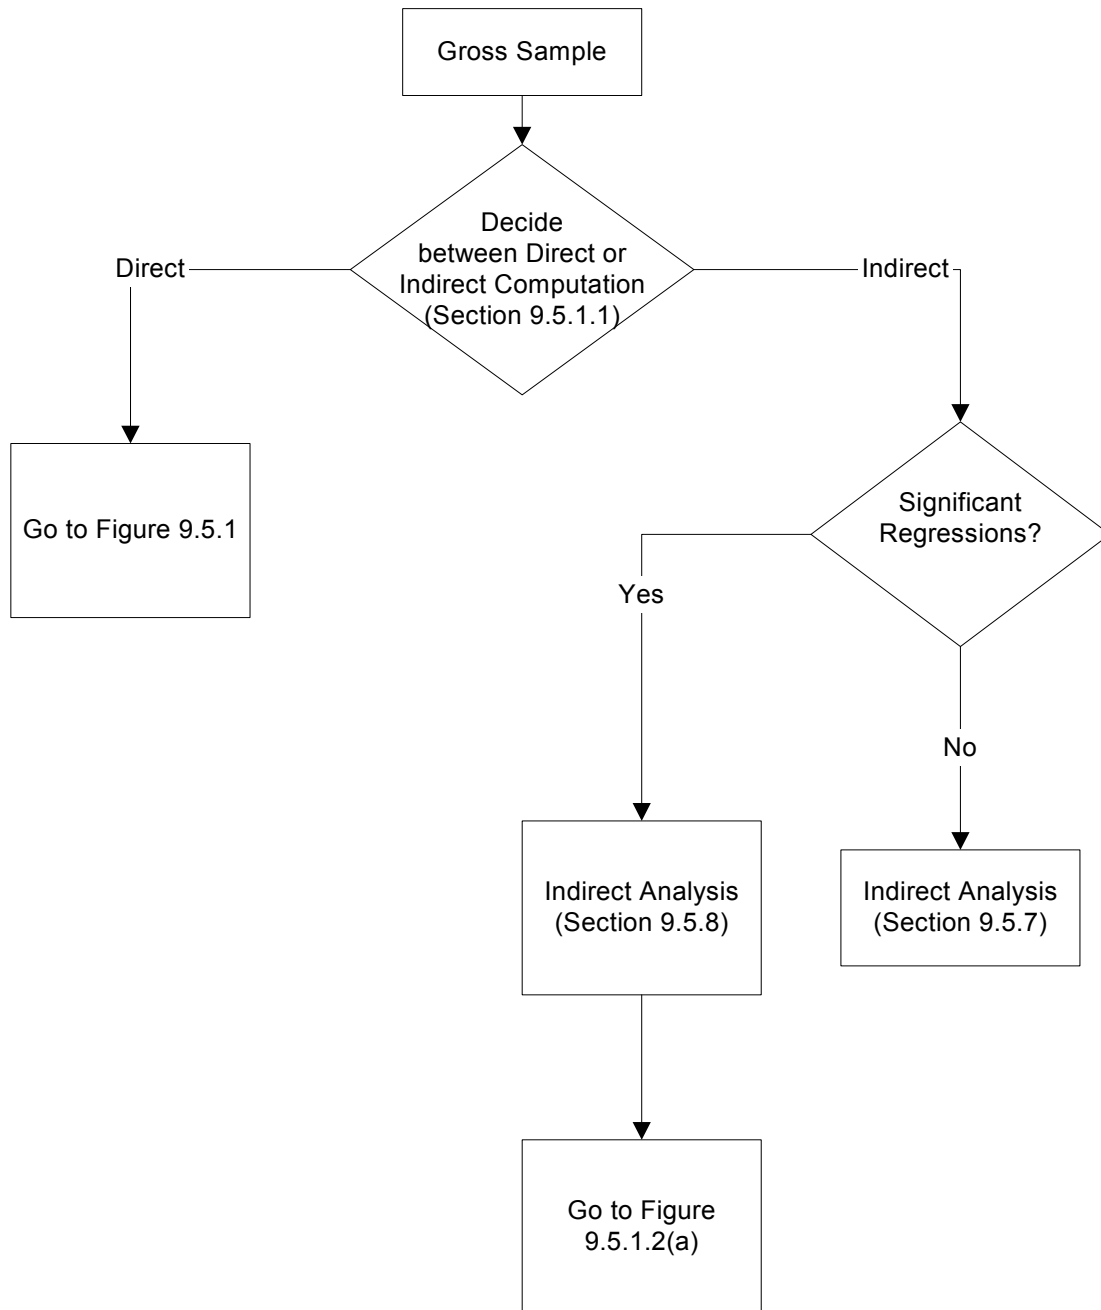 Gross Sample
Decide
between Direct or
Indirect Computation
(Section 9.5.1.1)
Direct
Indirect
Go to Figure 9.5.1
Significant
Regressions?
Yes
No
Indirect Analysis
(Section 9.5.8)
Indirect Analysis
(Section 9.5.7)
Go to Figure
9.5.1.2(a)